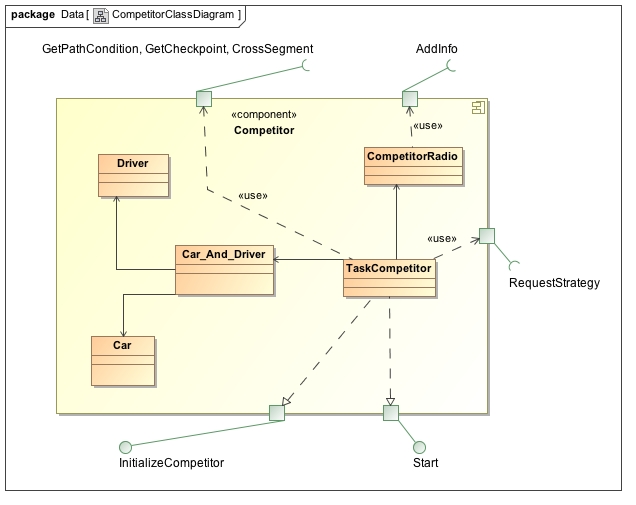 package Data[ CompetitorClassDiagram ]
GetPathCondition, GetCheckpoint, CrossSegment
AddInfo
«component»
Competitor
«use»
Driver
CompetitorRadio
«use»
«use»
Car_And_Driver
TaskCompetitor
RequestStrategy
Car
InitializeCompetitor
Start